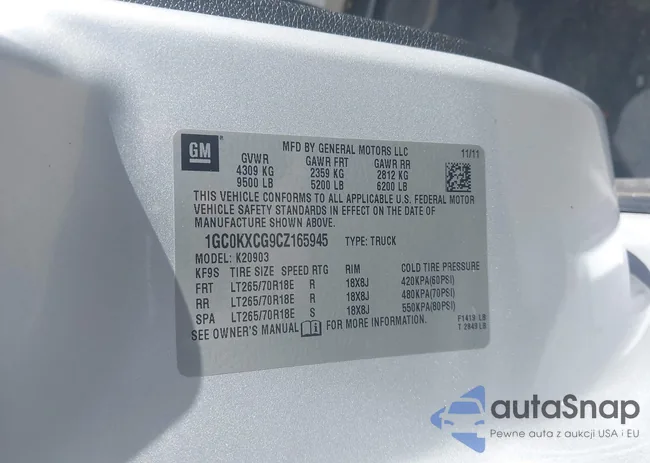 GM
MFD BY GENERAL MOTORS LLC 11/11
GVWR GAWR FRT GAWR RR
4309 KG 2359 KG 2812 KG
9500 LB 5200 LB 6200 LB
THIS VEHICLE CONFORMS TO ALL APPLICABLE U.S. FEDERAL MOTOR
VEHICLE SAFETY STANDARDS IN EFFECT ON THE DATE OF
MANUFACTURE SHOWN ABOVE.
1GC0KXCG9CZ165945 TYPE: TRUCK
MODEL: K20903
KF9S TIRE SIZE SPEED RTG RIM COLD TIRE PRESSURE
FRT LT265/70R18E R 18X8J 420KPA(60PSI)
RR LT265/70R18E R 18X8J 480KPA(70PSI)
SPA LT265/70R18E S 18X8J 550KPA(80PSI)
SEE OWNER'S MANUAL i FOR MORE INFORMATION.
F1419 LB
T 2849 LB
autaSnap
Pewne auta z aukcji USA i EU